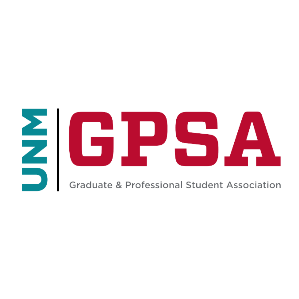 UNM
GPSA
Graduate & Professional Student Association